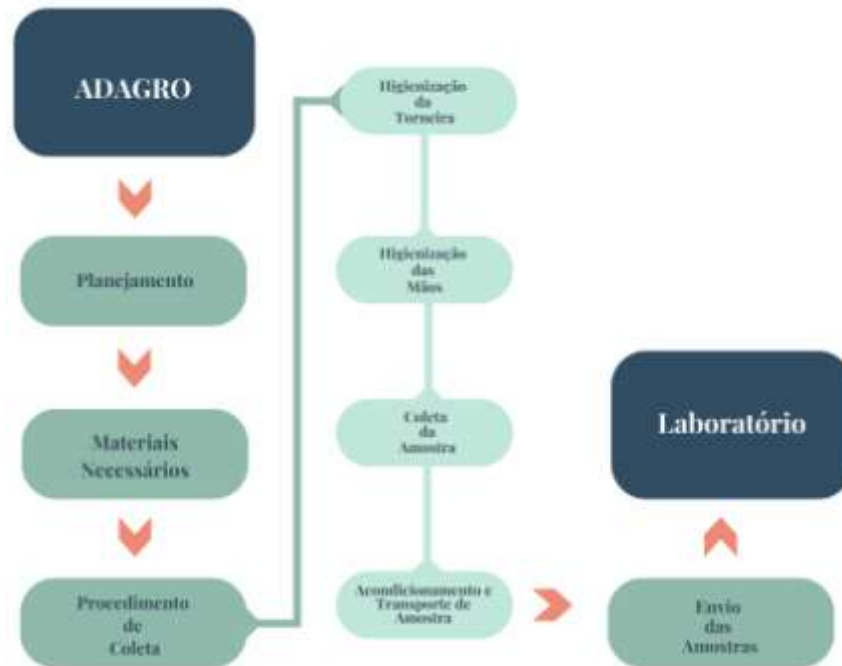 ADAGRO
Planejamento
Materiais
Necessários
Procedimento
de
Coleta
Higienização
da
Torneira
Higienização
das
Mãos
Coleta
da
Amostra
Acondicionamento e
Transporte de
Amostra
Envio
das
Amostras
Laboratório